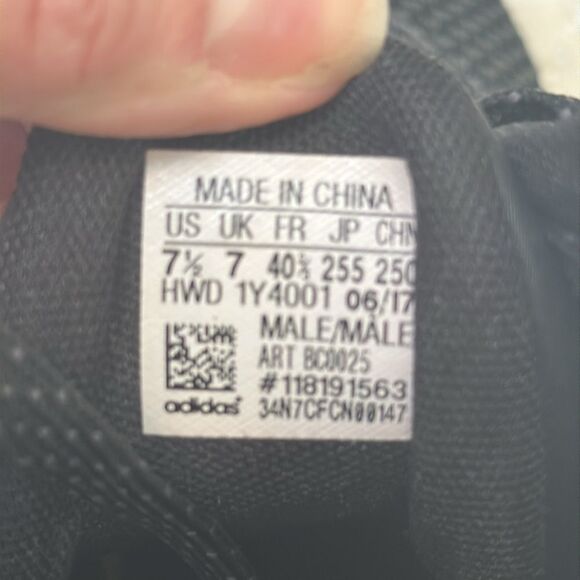 MADE IN CHINA
US UK FR JP CHN
7½ 7 40⅔ 255 250
HWD 1Y4001 06/17
MALE/MÂLE
ART BC0025
#118191563
adidas 34N7CFCN00147